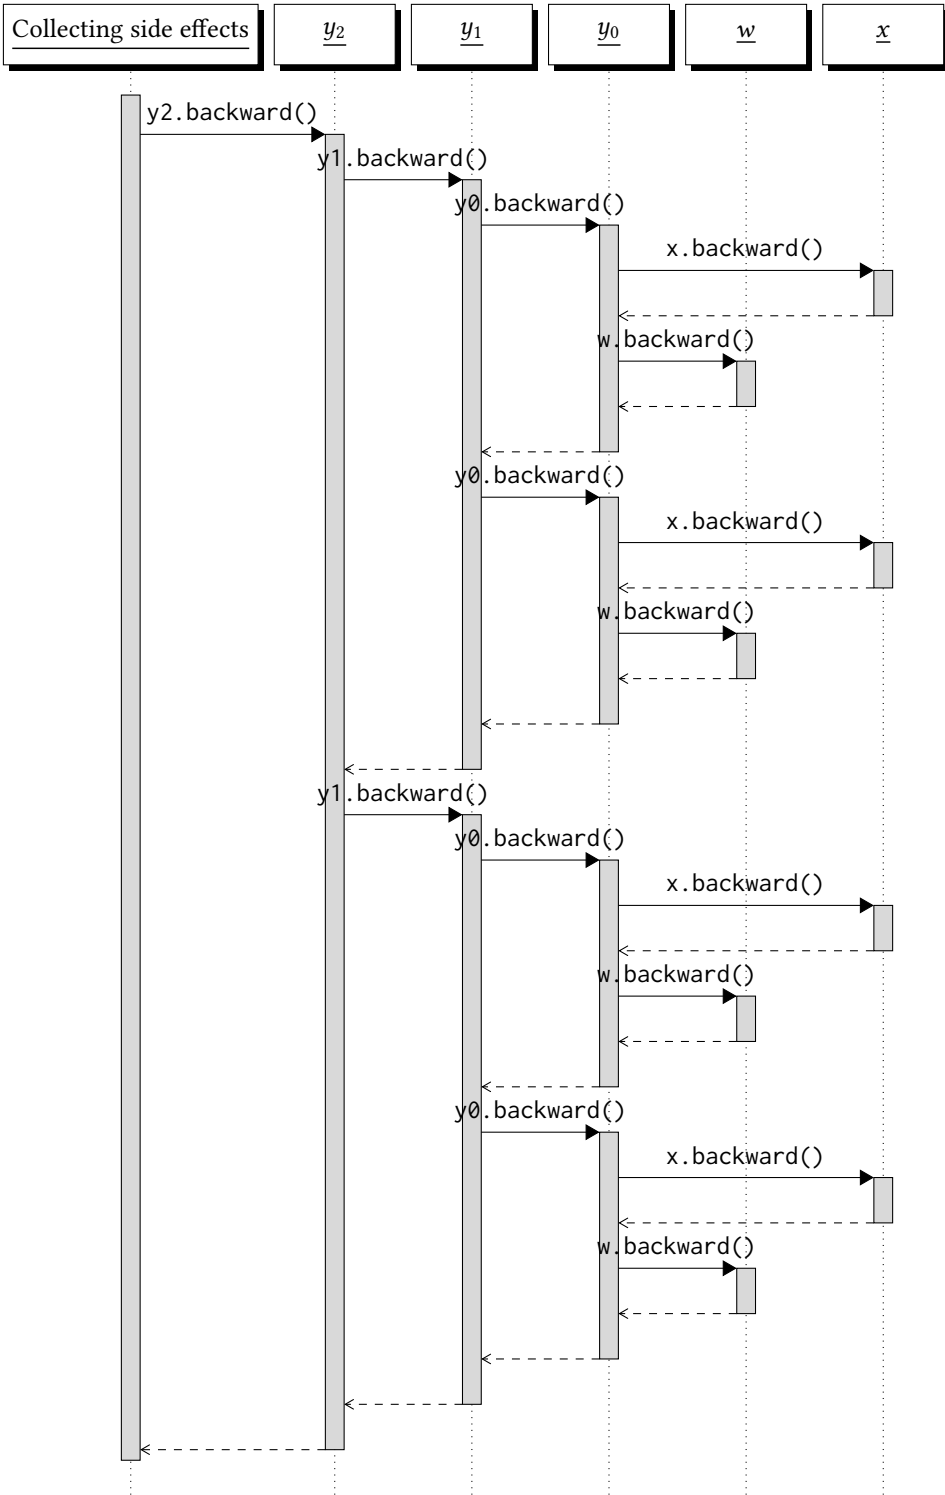 Collecting side effects y₂ y₁ y₀ w x
y2.backward()
y1.backward()
y0.backward()
x.backward()
w.backward()
y0.backward()
x.backward()
w.backward()
y1.backward()
y0.backward()
x.backward()
w.backward()
y0.backward()
x.backward()
w.backward()